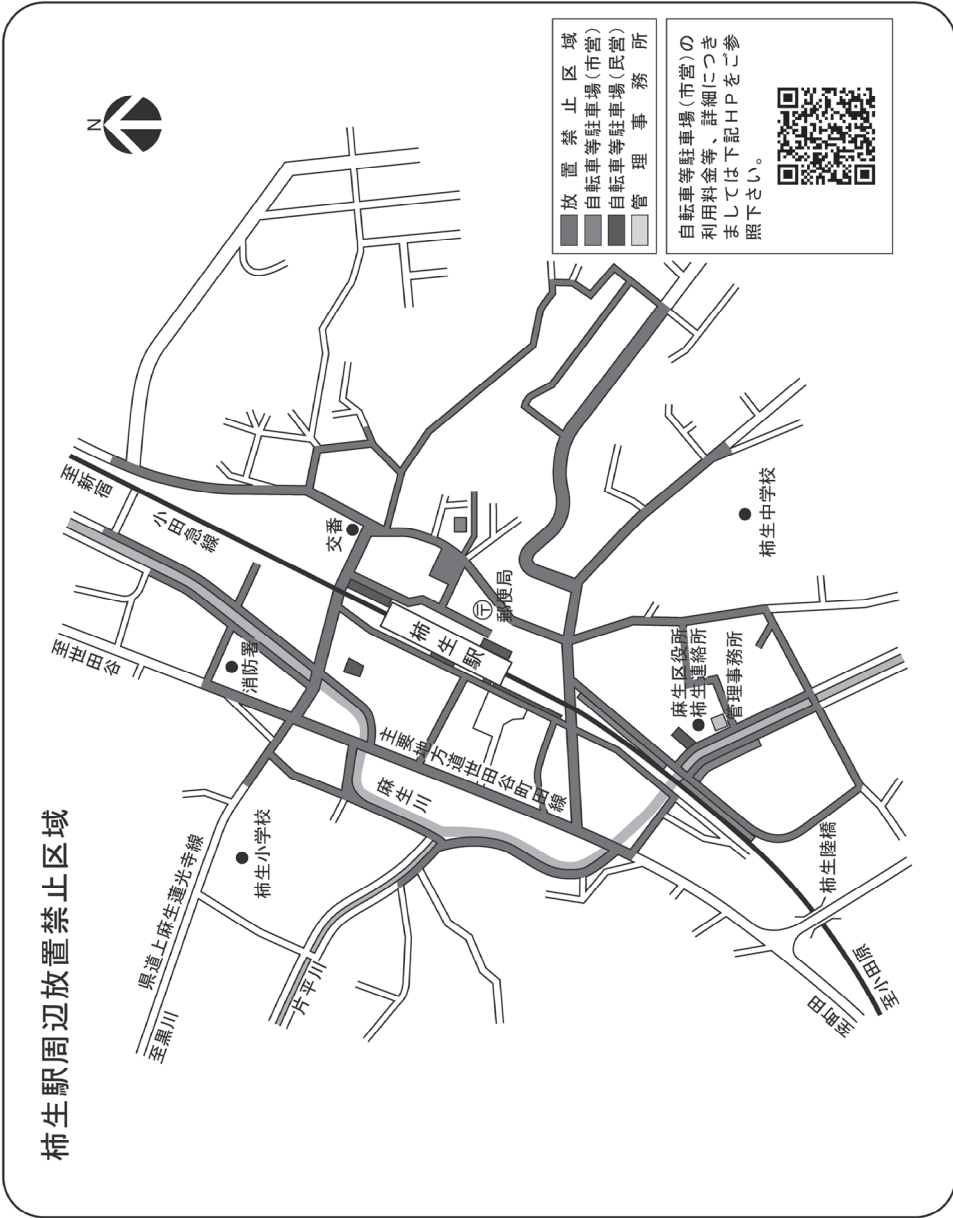 柿生駅周辺放置禁止区域
N
放置禁止区域
自転車等駐車場(市営)
自転車等駐車場(民営)
管理事務所
自転車等駐車場(市営)の
利用料金等、詳細につき
ましては下記HPをご参
照下さい。
至新宿
小田急線
交番
至世田谷
消防署
柿生駅
〒
郵便局
主要地方道世田谷町田線
麻生川
県道上麻生蓮光寺線
至黒川
柿生小学校
片平川
柿生中学校
麻生区役所
柿生連絡所
管理事務所
柿生陸橋
至町田
至小田原